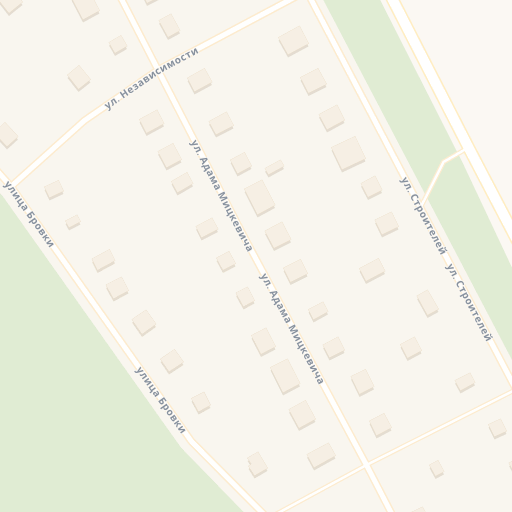 ул. Независимости
ул. Адама Мицкевича
улица Бровки
ул. Строителей
ул. Строителей
ул. Адама Мицкевича
улица Бровки